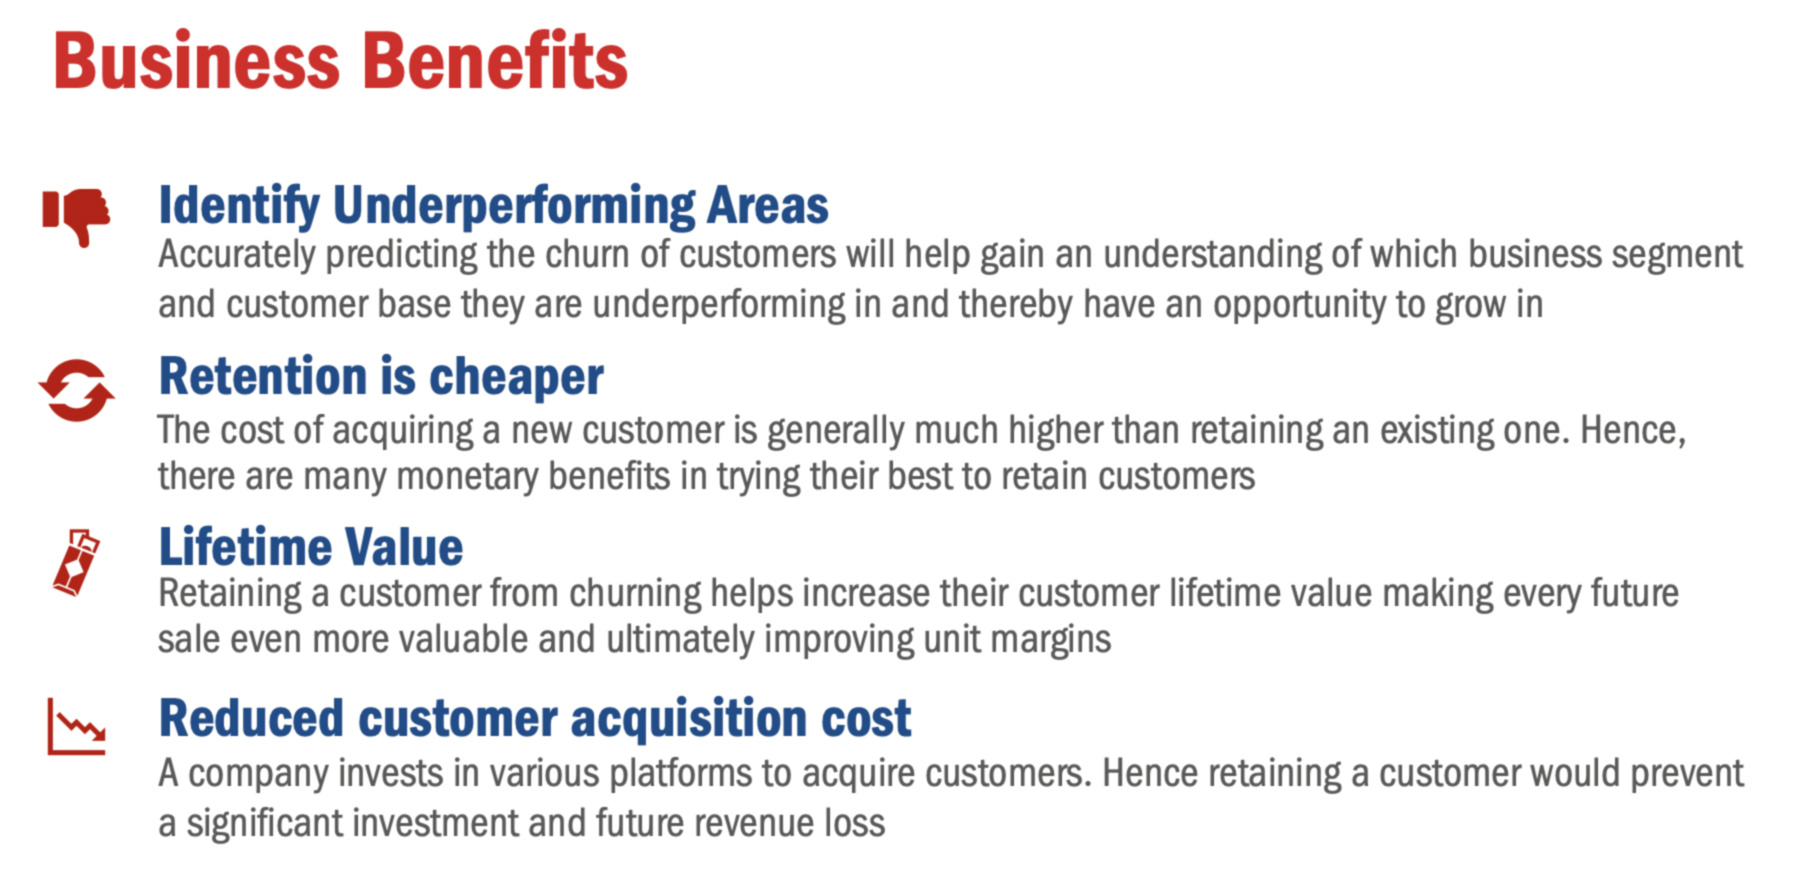 Business Benefits
Identify Underperforming Areas
Accurately predicting the churn of customers will help gain an understanding of which business segment
and customer base they are underperforming in and thereby have an opportunity to grow in
Retention is cheaper
The cost of acquiring a new customer is generally much higher than retaining an existing one. Hence,
there are many monetary benefits in trying their best to retain customers
Lifetime Value
Retaining a customer from churning helps increase their customer lifetime value making every future
sale even more valuable and ultimately improving unit margins
Reduced customer acquisition cost
A company invests in various platforms to acquire customers. Hence retaining a customer would prevent
a significant investment and future revenue loss